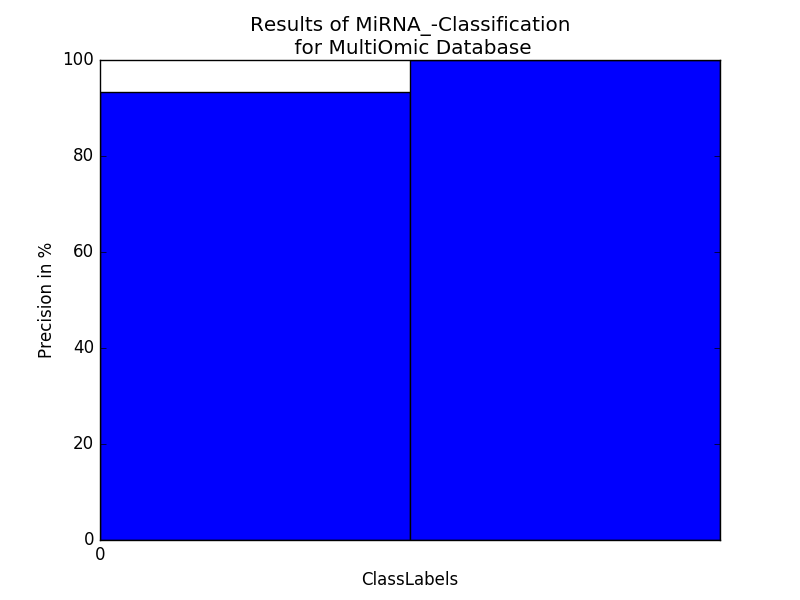 Results of MiRNA_-Classification
for MultiOmic Database
100
80
60
40
20
0
0
Precision in %
ClassLabels